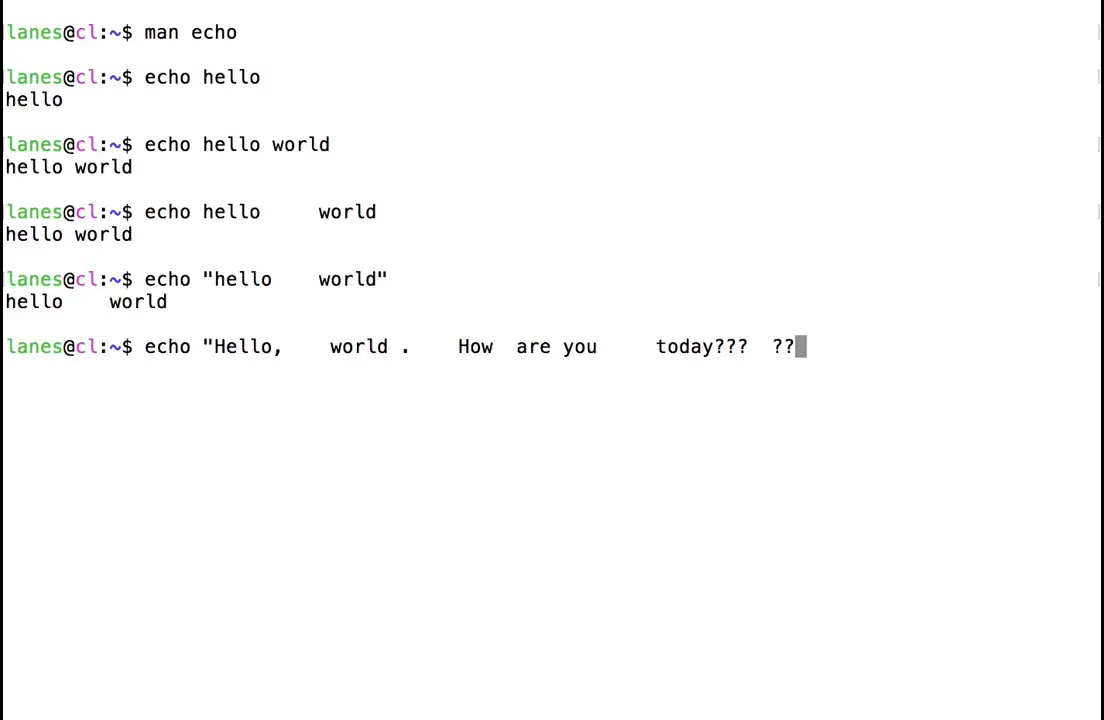 lanes@cl:~$ man echo
lanes@cl:~$ echo hello
hello
lanes@cl:~$ echo hello world
hello world
lanes@cl:~$ echo hello     world
hello world
lanes@cl:~$ echo "hello    world"
hello    world
lanes@cl:~$ echo "Hello,    world .    How  are you     today???  ??